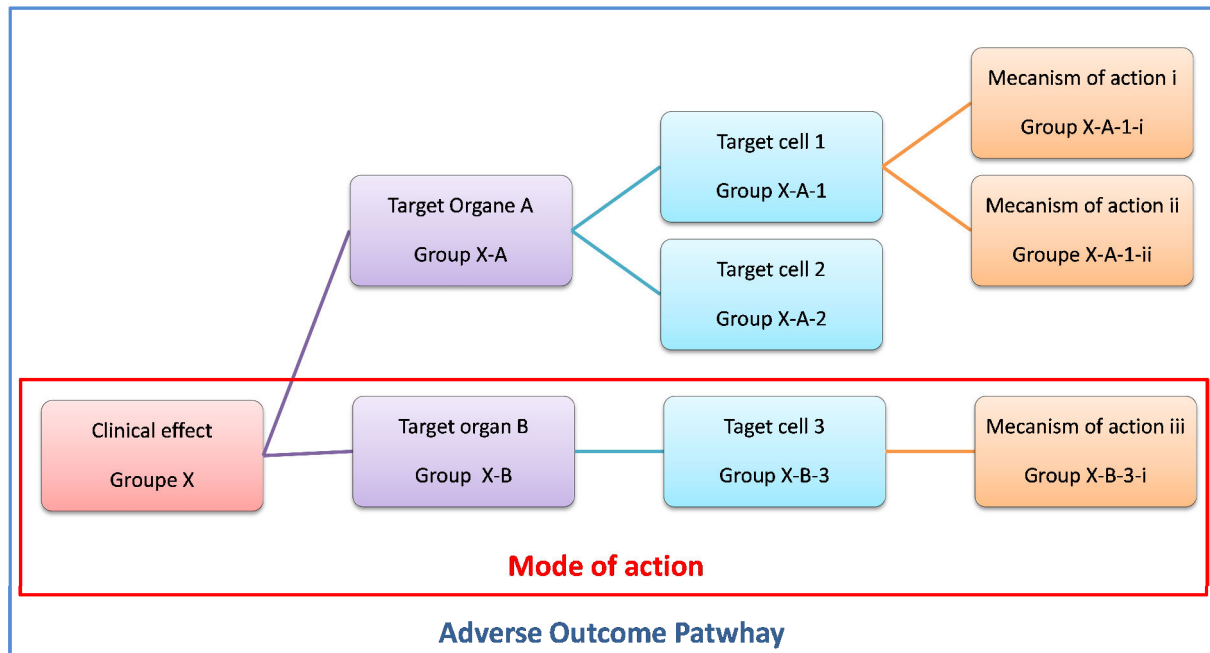 Mecanism of action i
Group X-A-1-i
Target cell 1
Group X-A-1
Target Organe A
Group X-A
Mecanism of action ii
Groupe X-A-1-ii
Target cell 2
Group X-A-2
Clinical effect
Groupe X
Target organ B
Group X-B
Taget cell 3
Group X-B-3
Mecanism of action iii
Group X-B-3-i
Mode of action
Adverse Outcome Patwhay